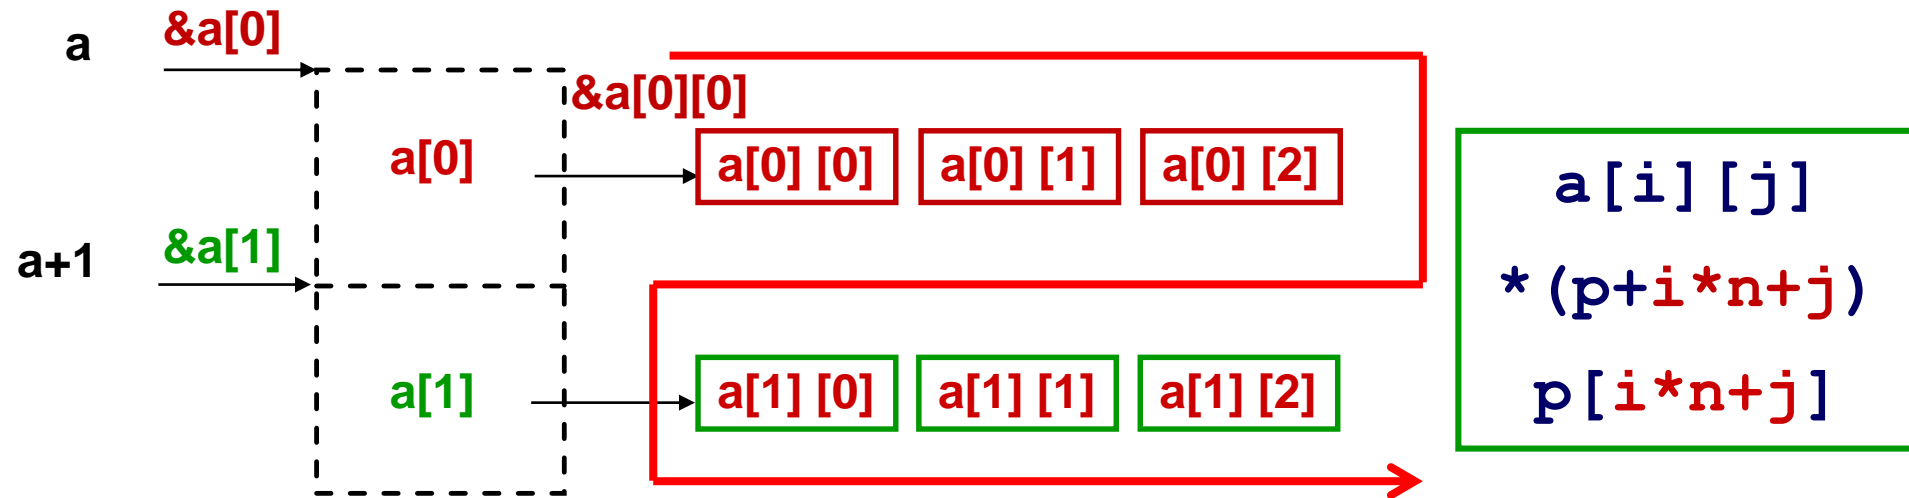 a &a[0]
&a[0][0]
a[0] a[0] [0] a[0] [1] a[0] [2]
a+1 &a[1]
a[1] a[1] [0] a[1] [1] a[1] [2]
a[i][j]
*(p+i*n+j)
p[i*n+j]